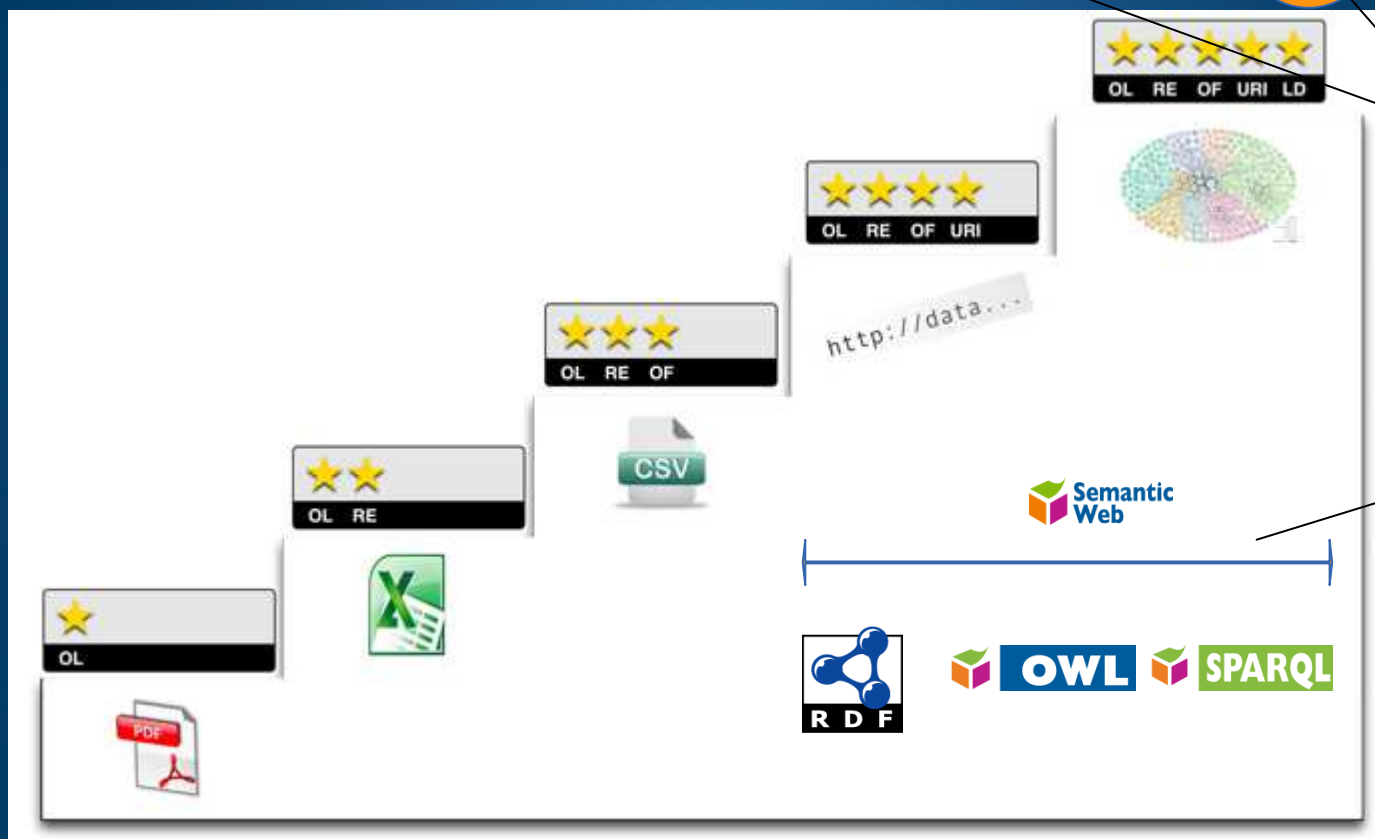 OL RE OF URI LD
OL RE OF URI
http://data...
OL RE OF
CSV
Semantic
Web
OL RE
OL
RDF
OWL
SPARQL
PDF